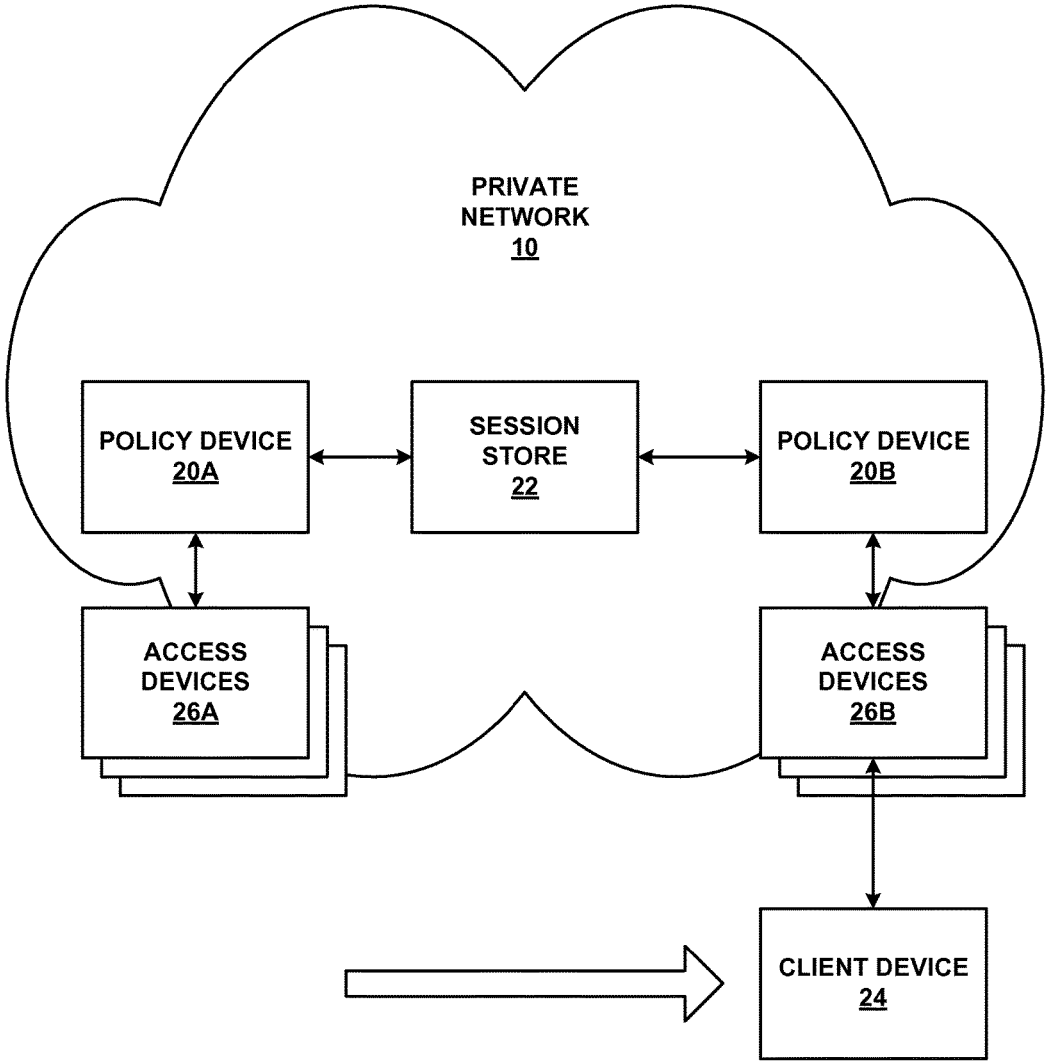 PRIVATE
NETWORK
10
POLICY DEVICE
20A
SESSION
STORE
22
POLICY DEVICE
20B
ACCESS
DEVICES
26A
ACCESS
DEVICES
26B
CLIENT DEVICE
24